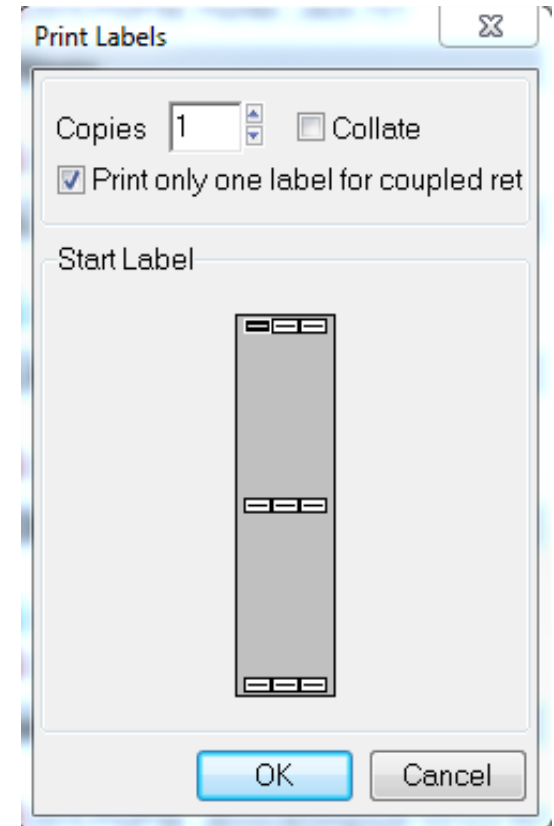 Print Labels
Copies 1 Collate
Print only one label for coupled ret
Start Label
OK Cancel